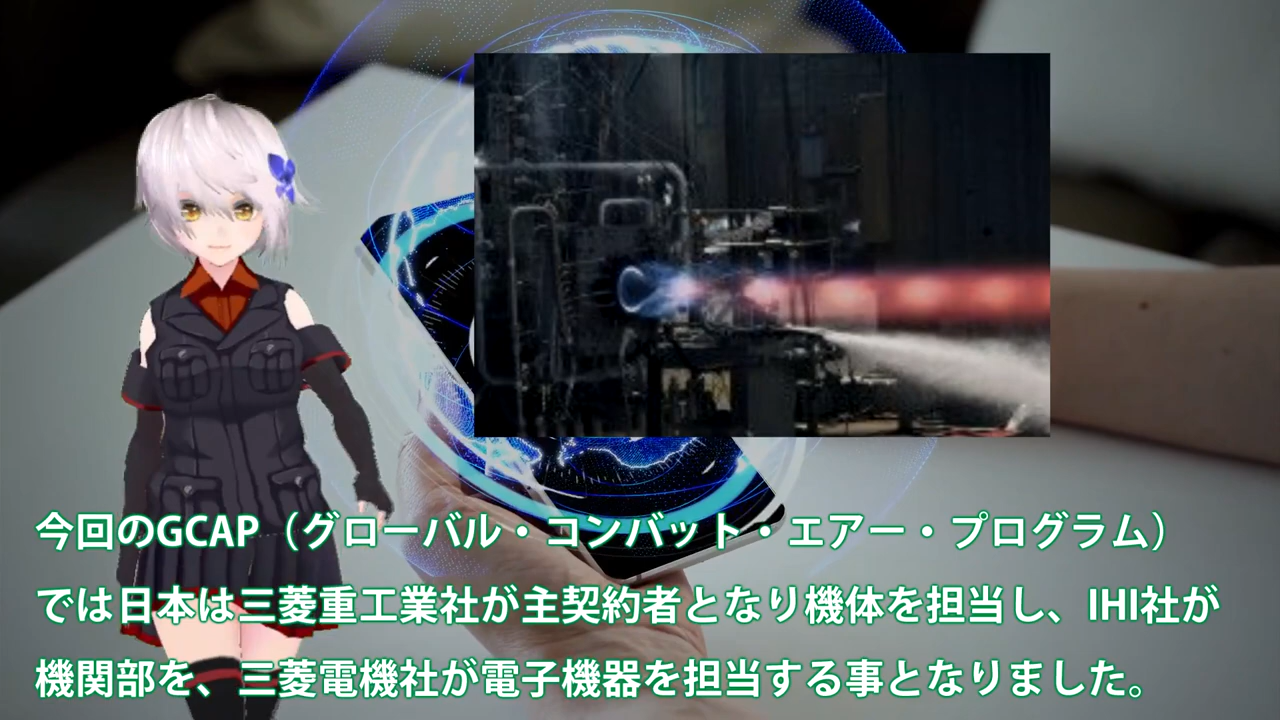 今回のGCAP（グローバル・コンバット・エアー・プログラム）
では日本は三菱重工業社が主契約者となり機体を担当し、IHI社が
機関部を、三菱電機社が電子機器を担当する事となりました。